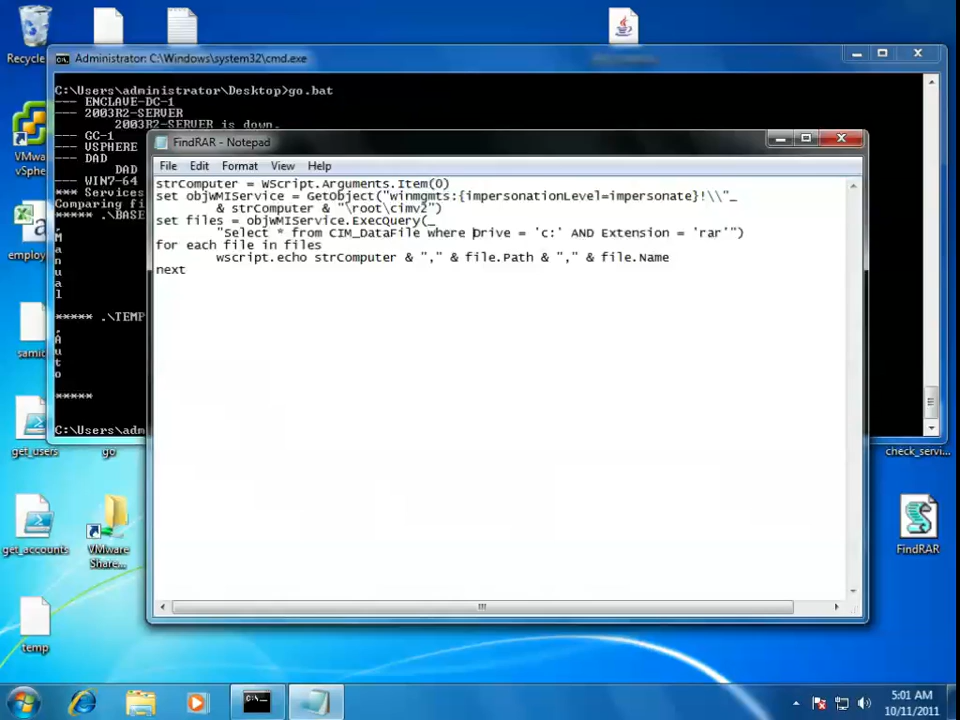 Recycle
Administrator: C:\Windows\system32\cmd.exe
C:\Users\administrator\Desktop>go.bat
--- ENCLAVE-DC-1
--- 2003R2-SERVER
2003R2-SERVER is down.
--- GC-1
--- VSPHERE
--- DAD
DAD
--- WIN7-64
*** Services
Comparing fi
***** .\BASE
,
M
a
n
u
a
l
***** .\TEMP
,
A
u
t
o
*****
C:\Users\adm
FindRAR - Notepad
File Edit Format View Help
strComputer = WScript.Arguments.Item(0)
set objWMIService = GetObject("winmgmts:{impersonationLevel=impersonate}!\\"_
& strComputer & "\root\cimv2")
set files = objWMIService.ExecQuery(_
"Select * from CIM_DataFile where Drive = 'c:' AND Extension = 'rar'")
for each file in files
wscript.echo strComputer & "," & file.Path & "," & file.Name
next
VMw
vSphe
employ
samic
get_users
go
check_servi...
get_accounts
VMware
Share...
FindRAR
temp
5:01 AM
10/11/2011